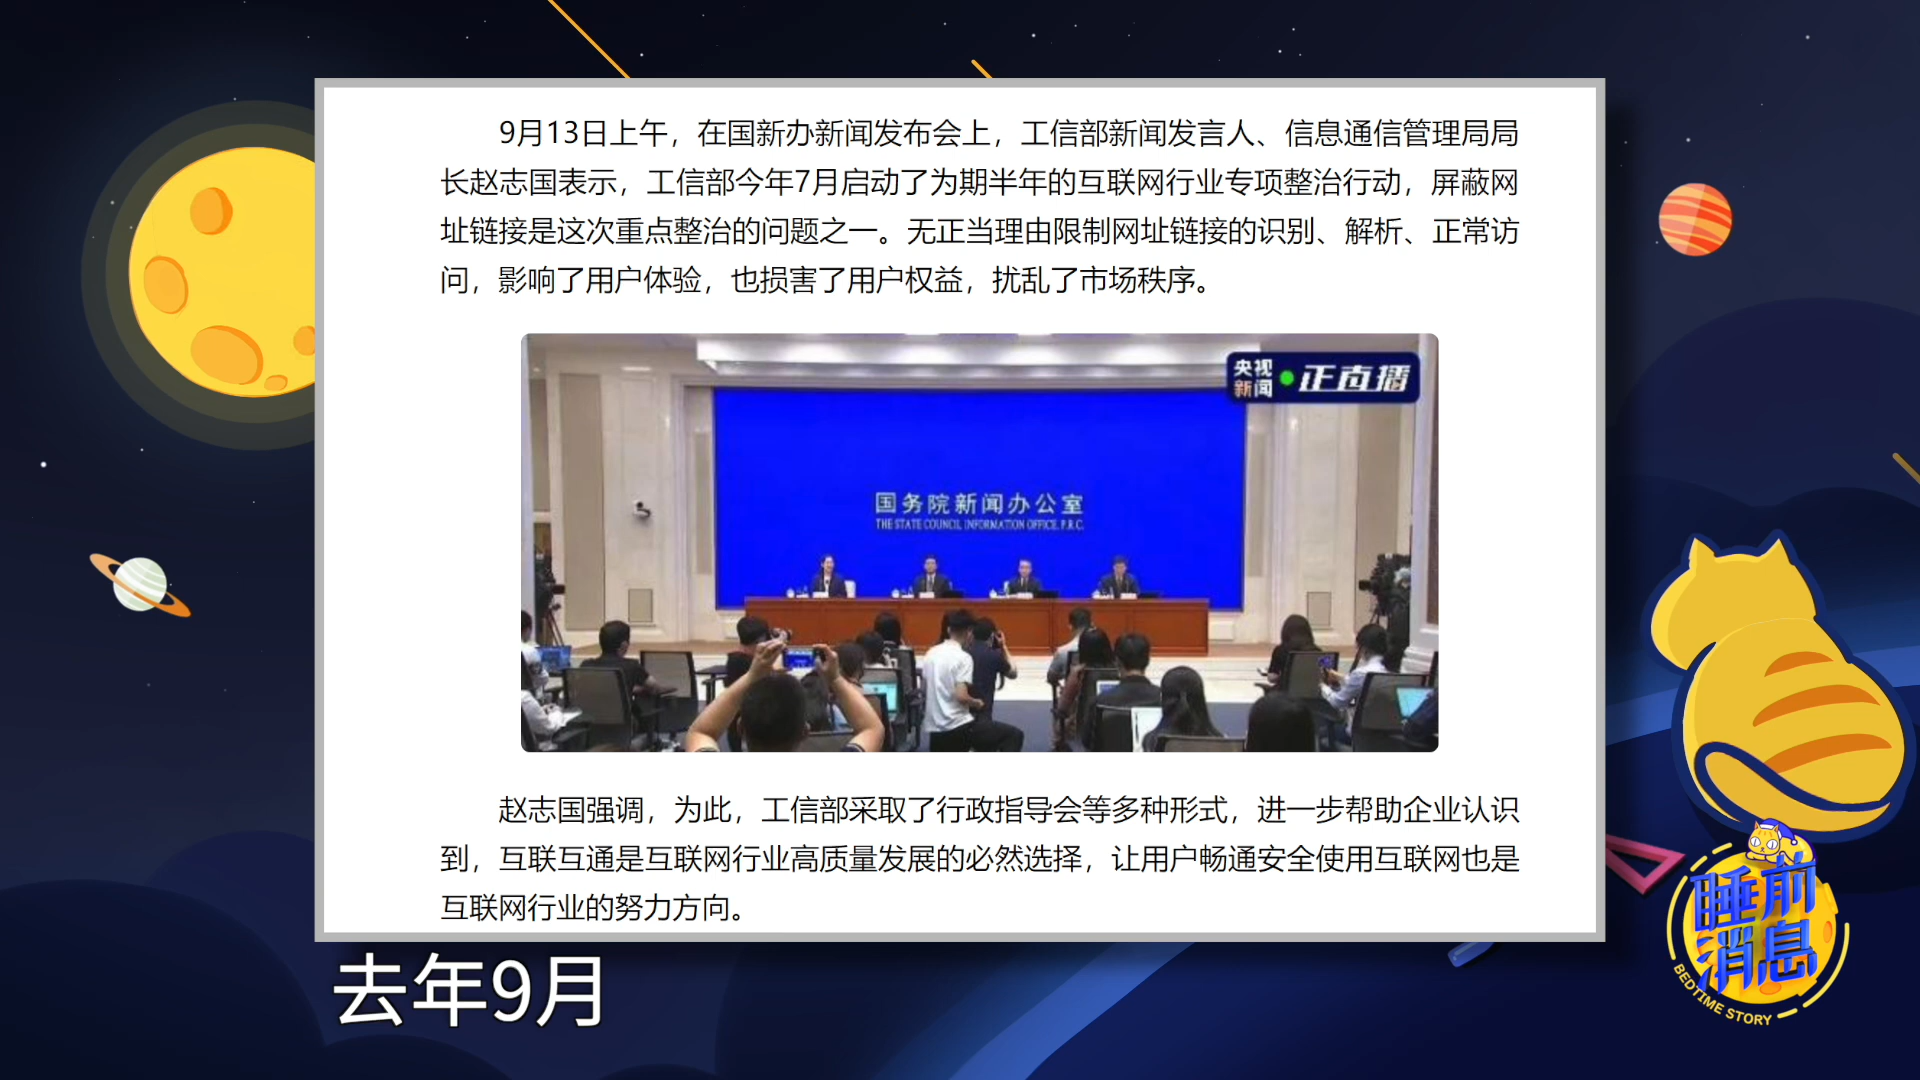 9月13日上午，在国新办新闻发布会上，工信部新闻发言人、信息通信管理局局
长赵志国表示，工信部今年7月启动了为期半年的互联网行业专项整治行动，屏蔽网
址链接是这次重点整治的问题之一。无正当理由限制网址链接的识别、解析、正常访
问，影响了用户体验，也损害了用户权益，扰乱了市场秩序。
央视
新闻
正直播
国务院新闻办公室
THE STATE COUNCIL INFORMATION OFFICE, P.R.C.
赵志国强调，为此，工信部采取了行政指导会等多种形式，进一步帮助企业认识
到，互联互通是互联网行业高质量发展的必然选择，让用户畅通安全使用互联网也是
互联网行业的努力方向。
去年9月
睡前
消息
BEDTIME STORY